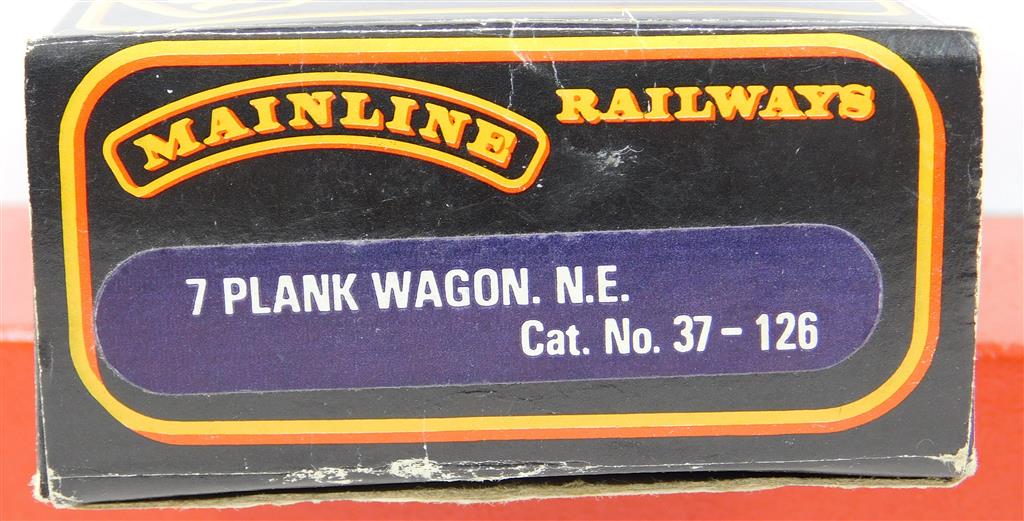 MAINLINE RAILWAYS
7 PLANK WAGON. N.E.
Cat. No. 37-126